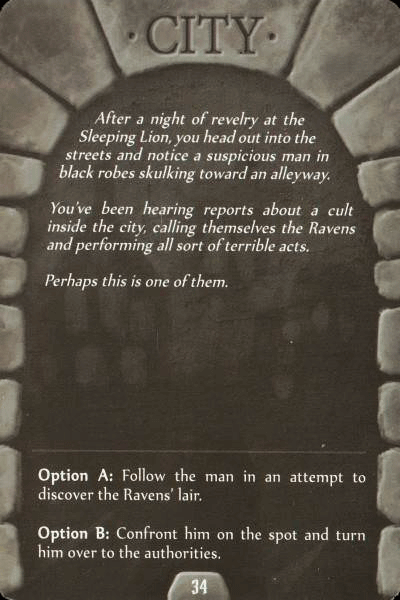 · CITY ·
After a night of revelry at the
Sleeping Lion, you head out into the
streets and notice a suspicious man in
black robes skulking toward an alleyway.
You've been hearing reports about a cult
inside the city, calling themselves the Ravens
and performing all sort of terrible acts.
Perhaps this is one of them.
Option A: Follow the man in an attempt to
discover the Ravens' lair.
Option B: Confront him on the spot and turn
him over to the authorities.
34